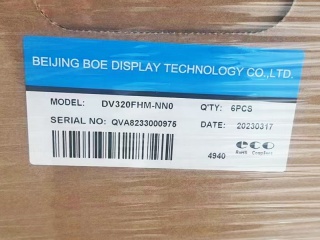 BEIJING BOE DISPLAY TECHNOLOGY CO.,LTD.
MODEL: DV320FHM-NN0 Q'TY: 6PCS
SERIAL NO: QVA8233000975 DATE: 20230317
4940 eco